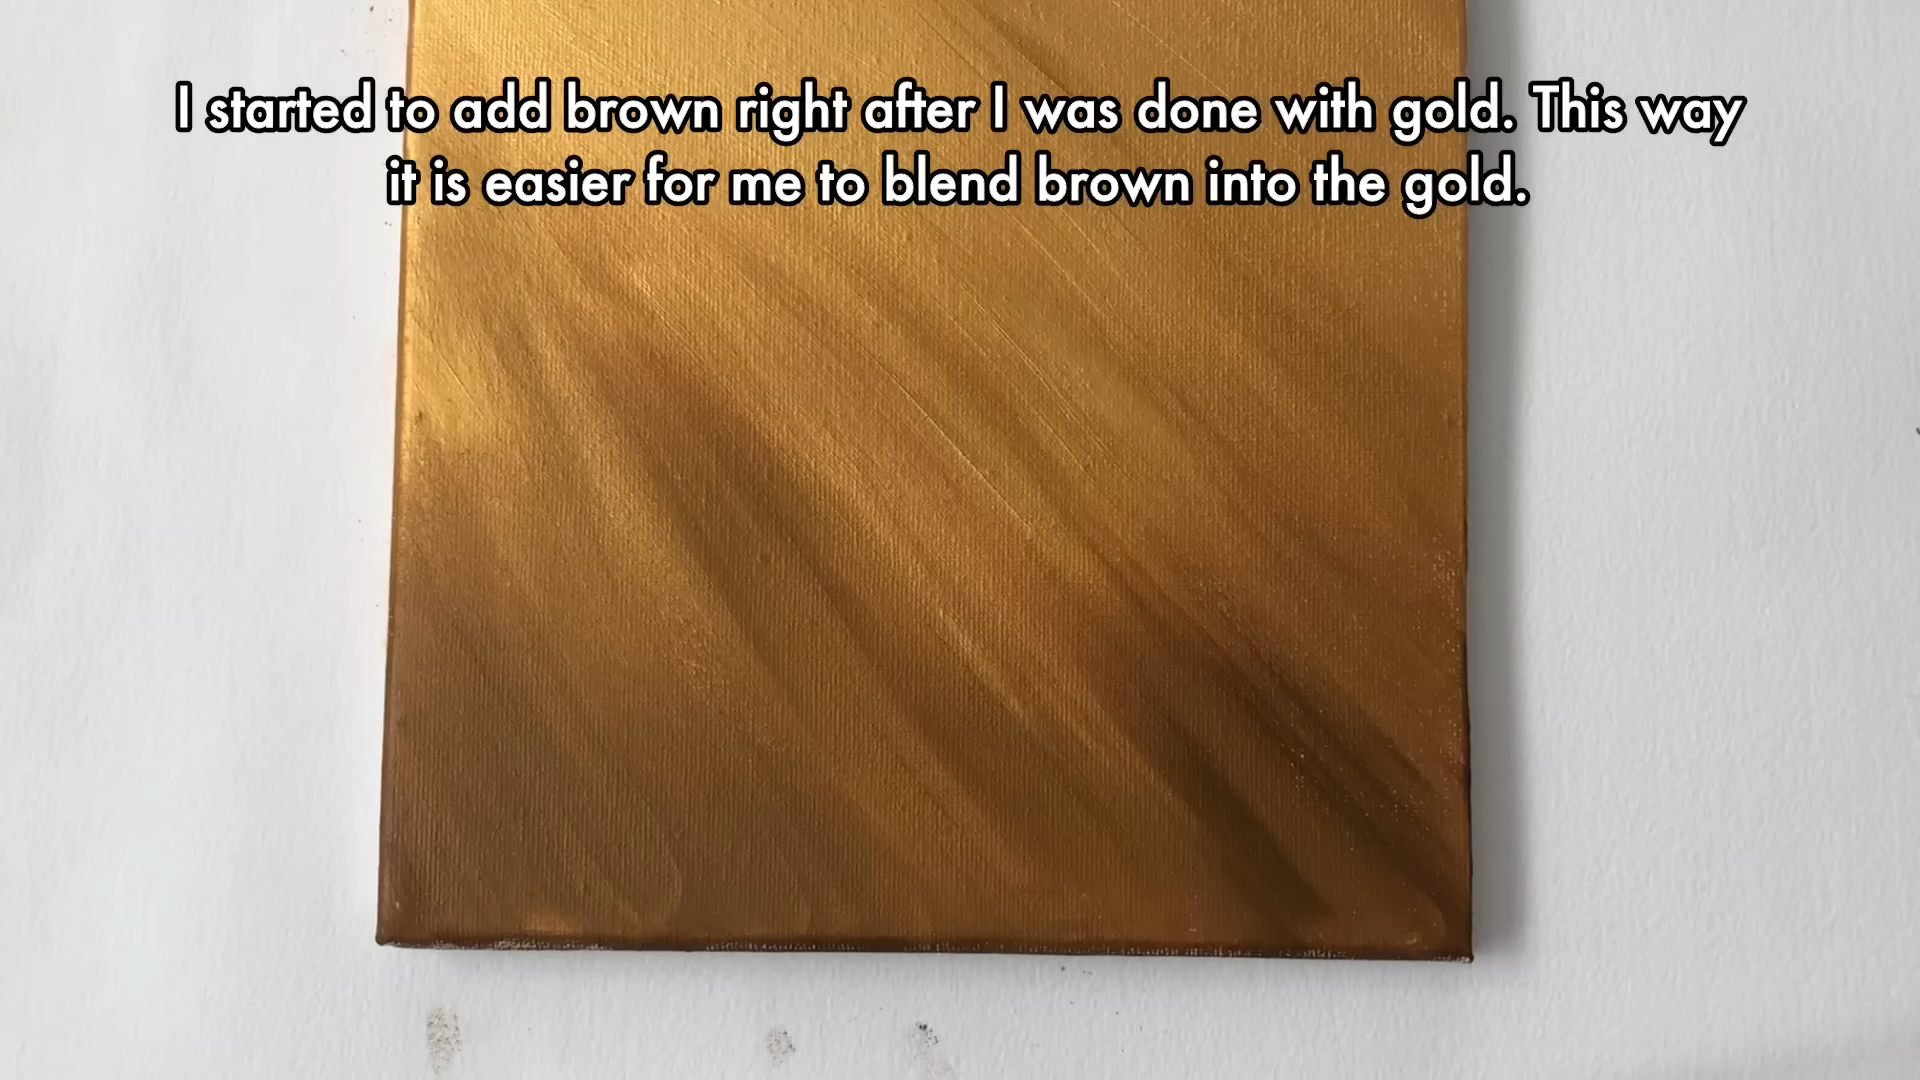 I started to add brown right after I was done with gold. This way
it is easier for me to blend brown into the gold.